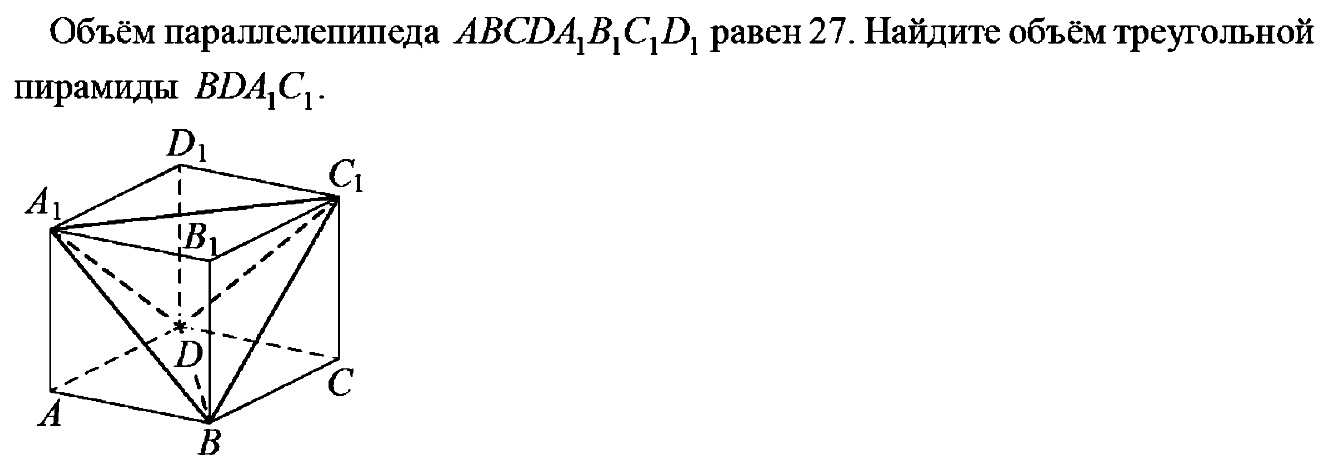 Объём параллелепипеда ABCDA₁B₁C₁D₁ равен 27. Найдите объём треугольной
пирамиды BDA₁C₁.
D₁
C₁
A₁
B₁
D
C
A
B